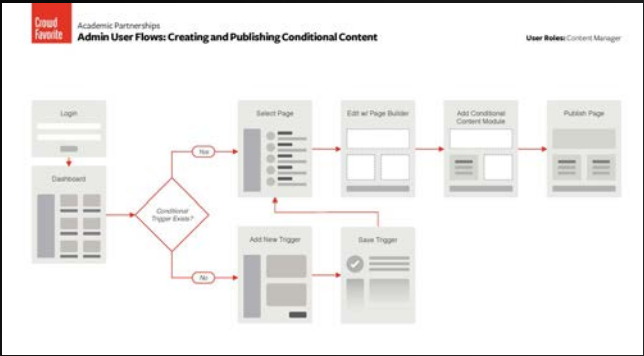 Crowd
Favorite
Academic Partnerships
Admin User Flows: Creating and Publishing Conditional Content
User Roles: Content Manager
Login
Select Page
Edit w/ Page Builder
Add Conditional
Content Module
Publish Page
Yes
Dashboard
Conditional
Trigger Exists?
Add New Trigger
Save Trigger
No